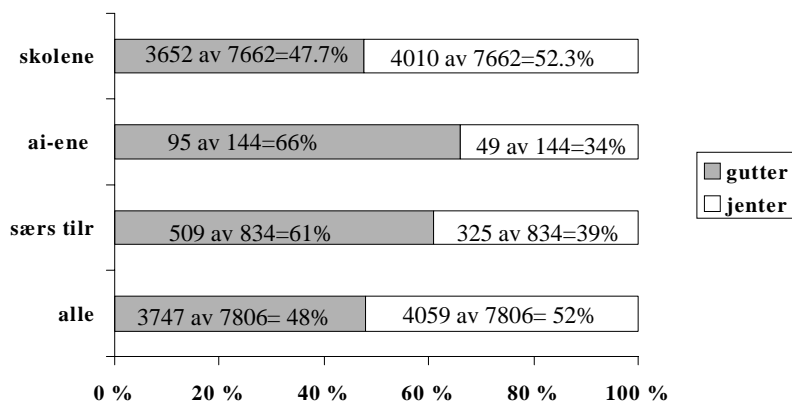 skolene
3652 av 7662=47.7%
4010 av 7662=52.3%
ai-ene
95 av 144=66%
49 av 144=34%
særs tilr
509 av 834=61%
325 av 834=39%
alle
3747 av 7806= 48%
4059 av 7806= 52%
0 % 20 % 40 % 60 % 80 % 100 %
gutter
jenter